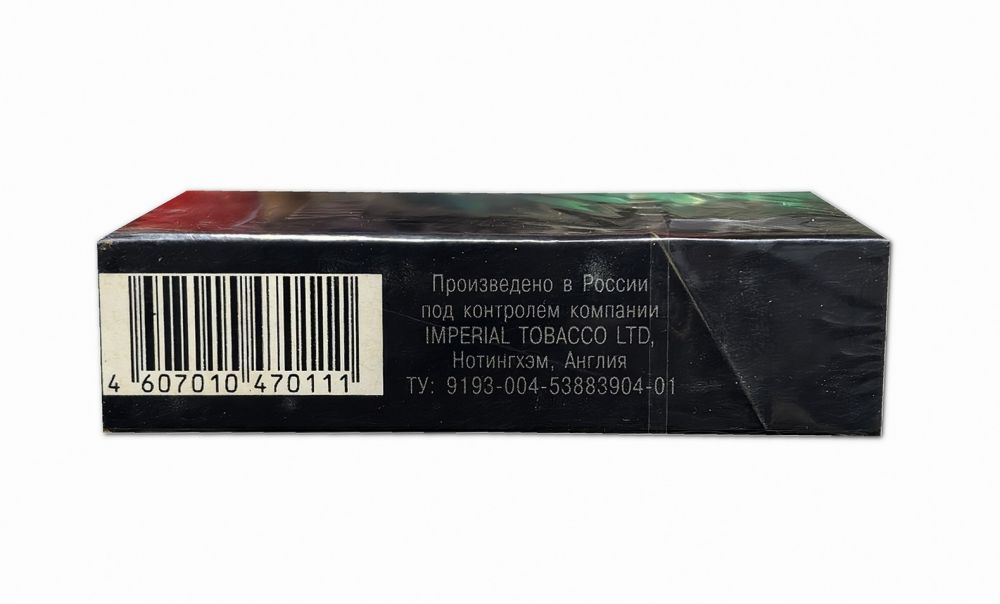 4 607010 470111
Произведено в России
под контролем компании
IMPERIAL TOBACCO LTD,
Нотингхэм, Англия
ТУ: 9193-004-53883904-01